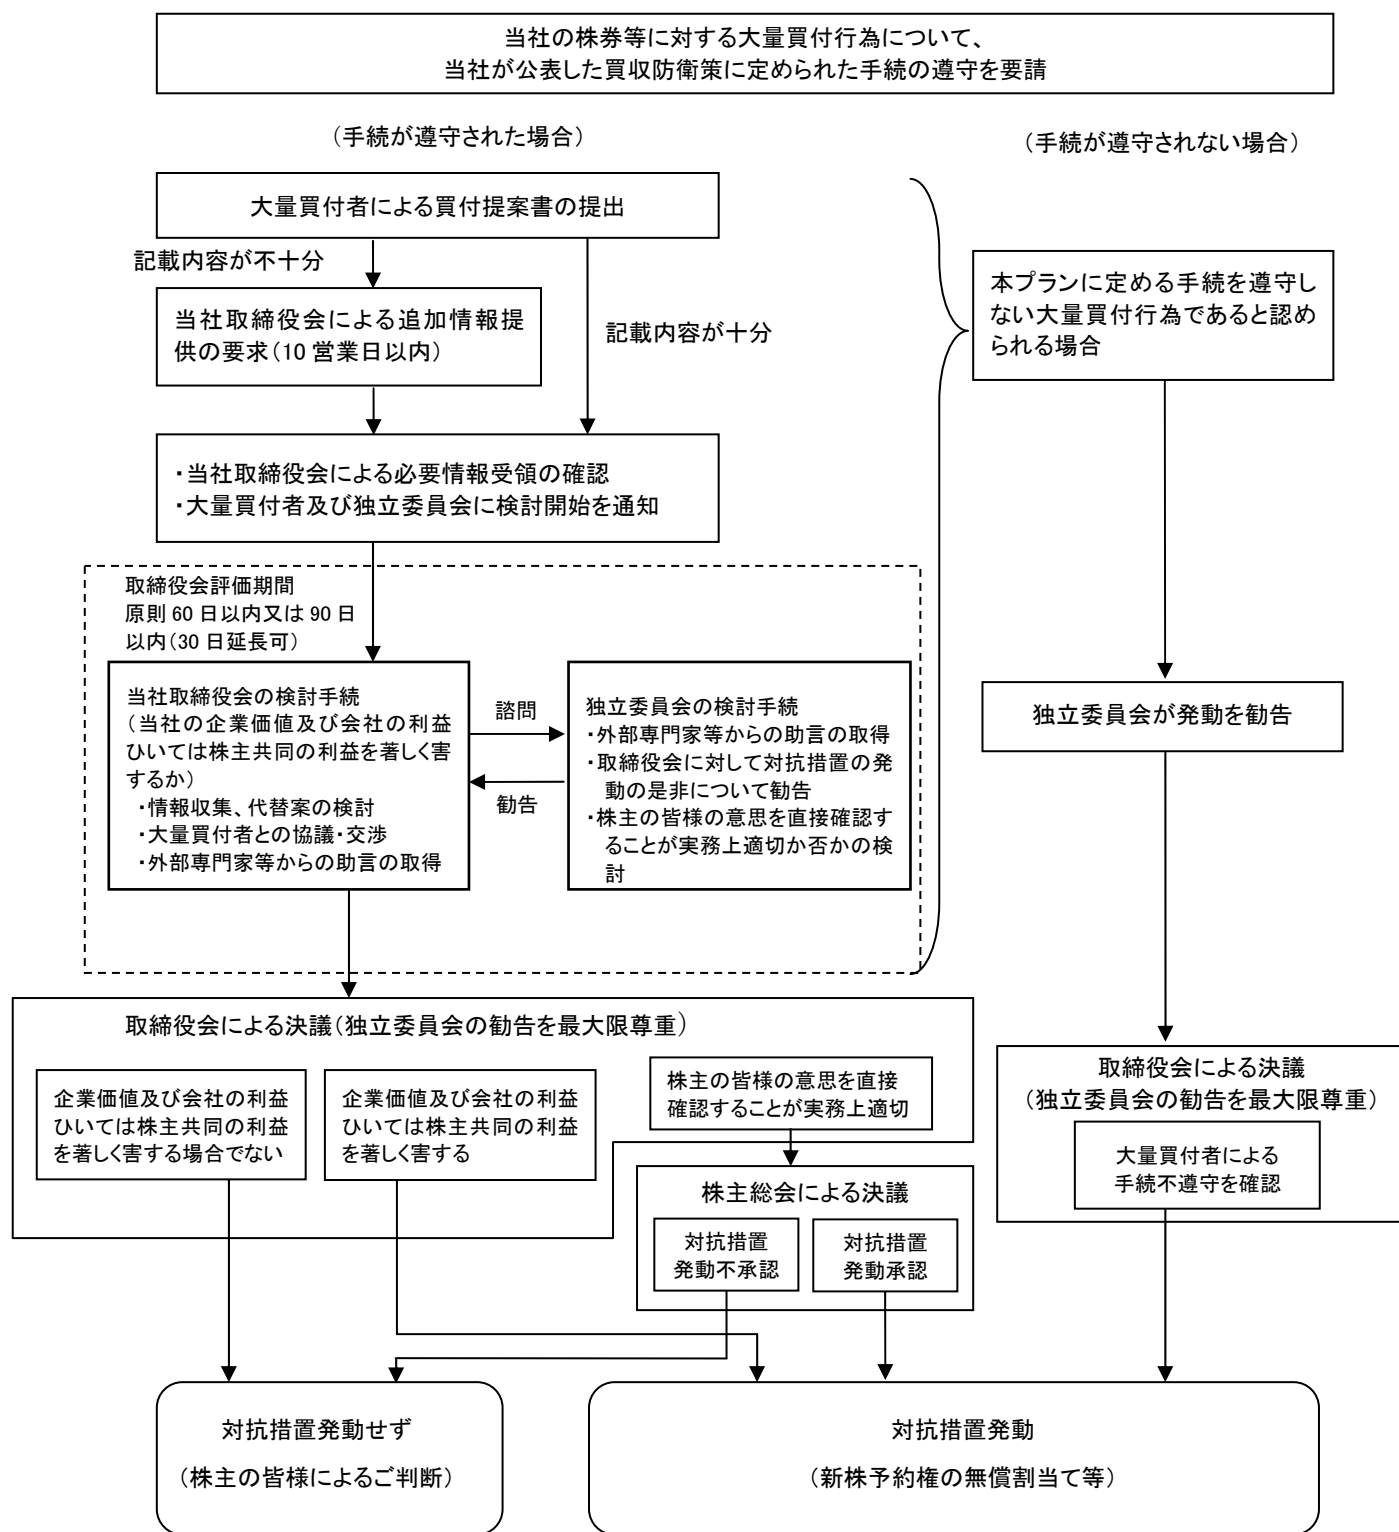 当社の株券等に対する大量買付行為について、
当社が公表した買収防衛策に定められた手続の遵守を要請
（手続が遵守された場合）
（手続が遵守されない場合）
大量買付者による買付提案書の提出
記載内容が不十分
当社取締役会による追加情報提
供の要求（10 営業日以内）
記載内容が十分
本プランに定める手続を遵守し
ない大量買付行為であると認め
られる場合
・当社取締役会による必要情報受領の確認
・大量買付者及び独立委員会に検討開始を通知
取締役会評価期間
原則 60 日以内又は 90 日
以内（30 日延長可）
当社取締役会の検討手続
（当社の企業価値及び会社の利益
ひいては株主共同の利益を著しく害
するか）
・情報収集、代替案の検討
・大量買付者との協議・交渉
・外部専門家等からの助言の取得
諮問
勧告
独立委員会の検討手続
・外部専門家等からの助言の取得
・取締役会に対して対抗措置の発
動の是非について勧告
・株主の皆様の意思を直接確認す
ることが実務上適切か否かの検
討
独立委員会が発動を勧告
取締役会による決議（独立委員会の勧告を最大限尊重）
企業価値及び会社の利益
ひいては株主共同の利益
を著しく害する場合でない
企業価値及び会社の利益
ひいては株主共同の利益
を著しく害する
株主の皆様の意思を直接
確認することが実務上適切
取締役会による決議
（独立委員会の勧告を最大限尊重）
大量買付者による
手続不遵守を確認
株主総会による決議
対抗措置
発動不承認
対抗措置
発動承認
対抗措置発動せず
（株主の皆様によるご判断）
対抗措置発動
（新株予約権の無償割当て等）